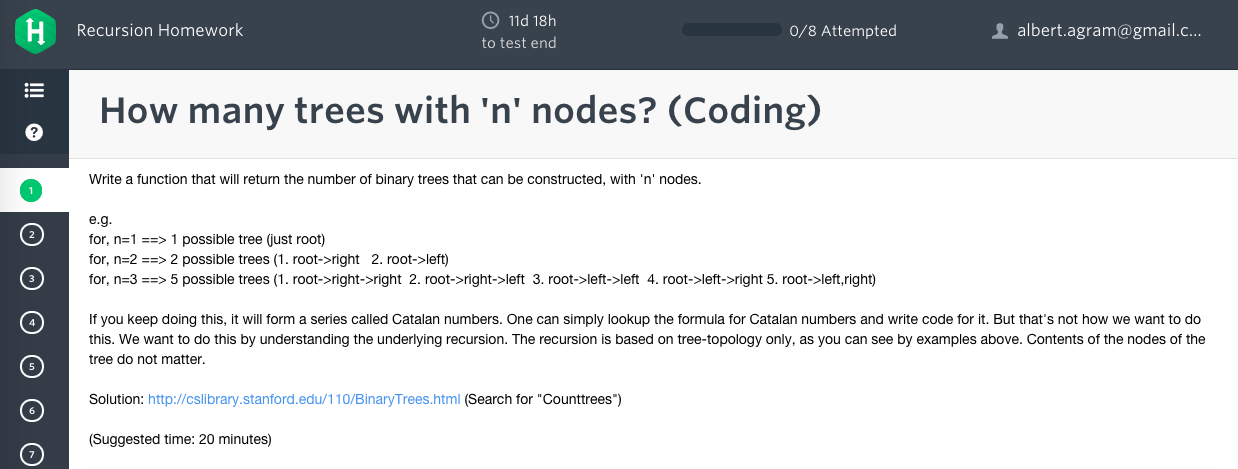 H
Recursion Homework
11d 18h
to test end
0/8 Attempted
albert.agram@gmail.c...
?
How many trees with 'n' nodes? (Coding)
1
2
3
4
5
6
7
Write a function that will return the number of binary trees that can be constructed, with 'n' nodes.
e.g.
for, n=1 ==> 1 possible tree (just root)
for, n=2 ==> 2 possible trees (1. root->right   2. root->left)
for, n=3 ==> 5 possible trees (1. root->right->right  2. root->right->left  3. root->left->left  4. root->left->right 5. root->left,right)
If you keep doing this, it will form a series called Catalan numbers. One can simply lookup the formula for Catalan numbers and write code for it. But that's not how we want to do
this. We want to do this by understanding the underlying recursion. The recursion is based on tree-topology only, as you can see by examples above. Contents of the nodes of the
tree do not matter.
Solution: http://cslibrary.stanford.edu/110/BinaryTrees.html (Search for "Counttrees")
(Suggested time: 20 minutes)